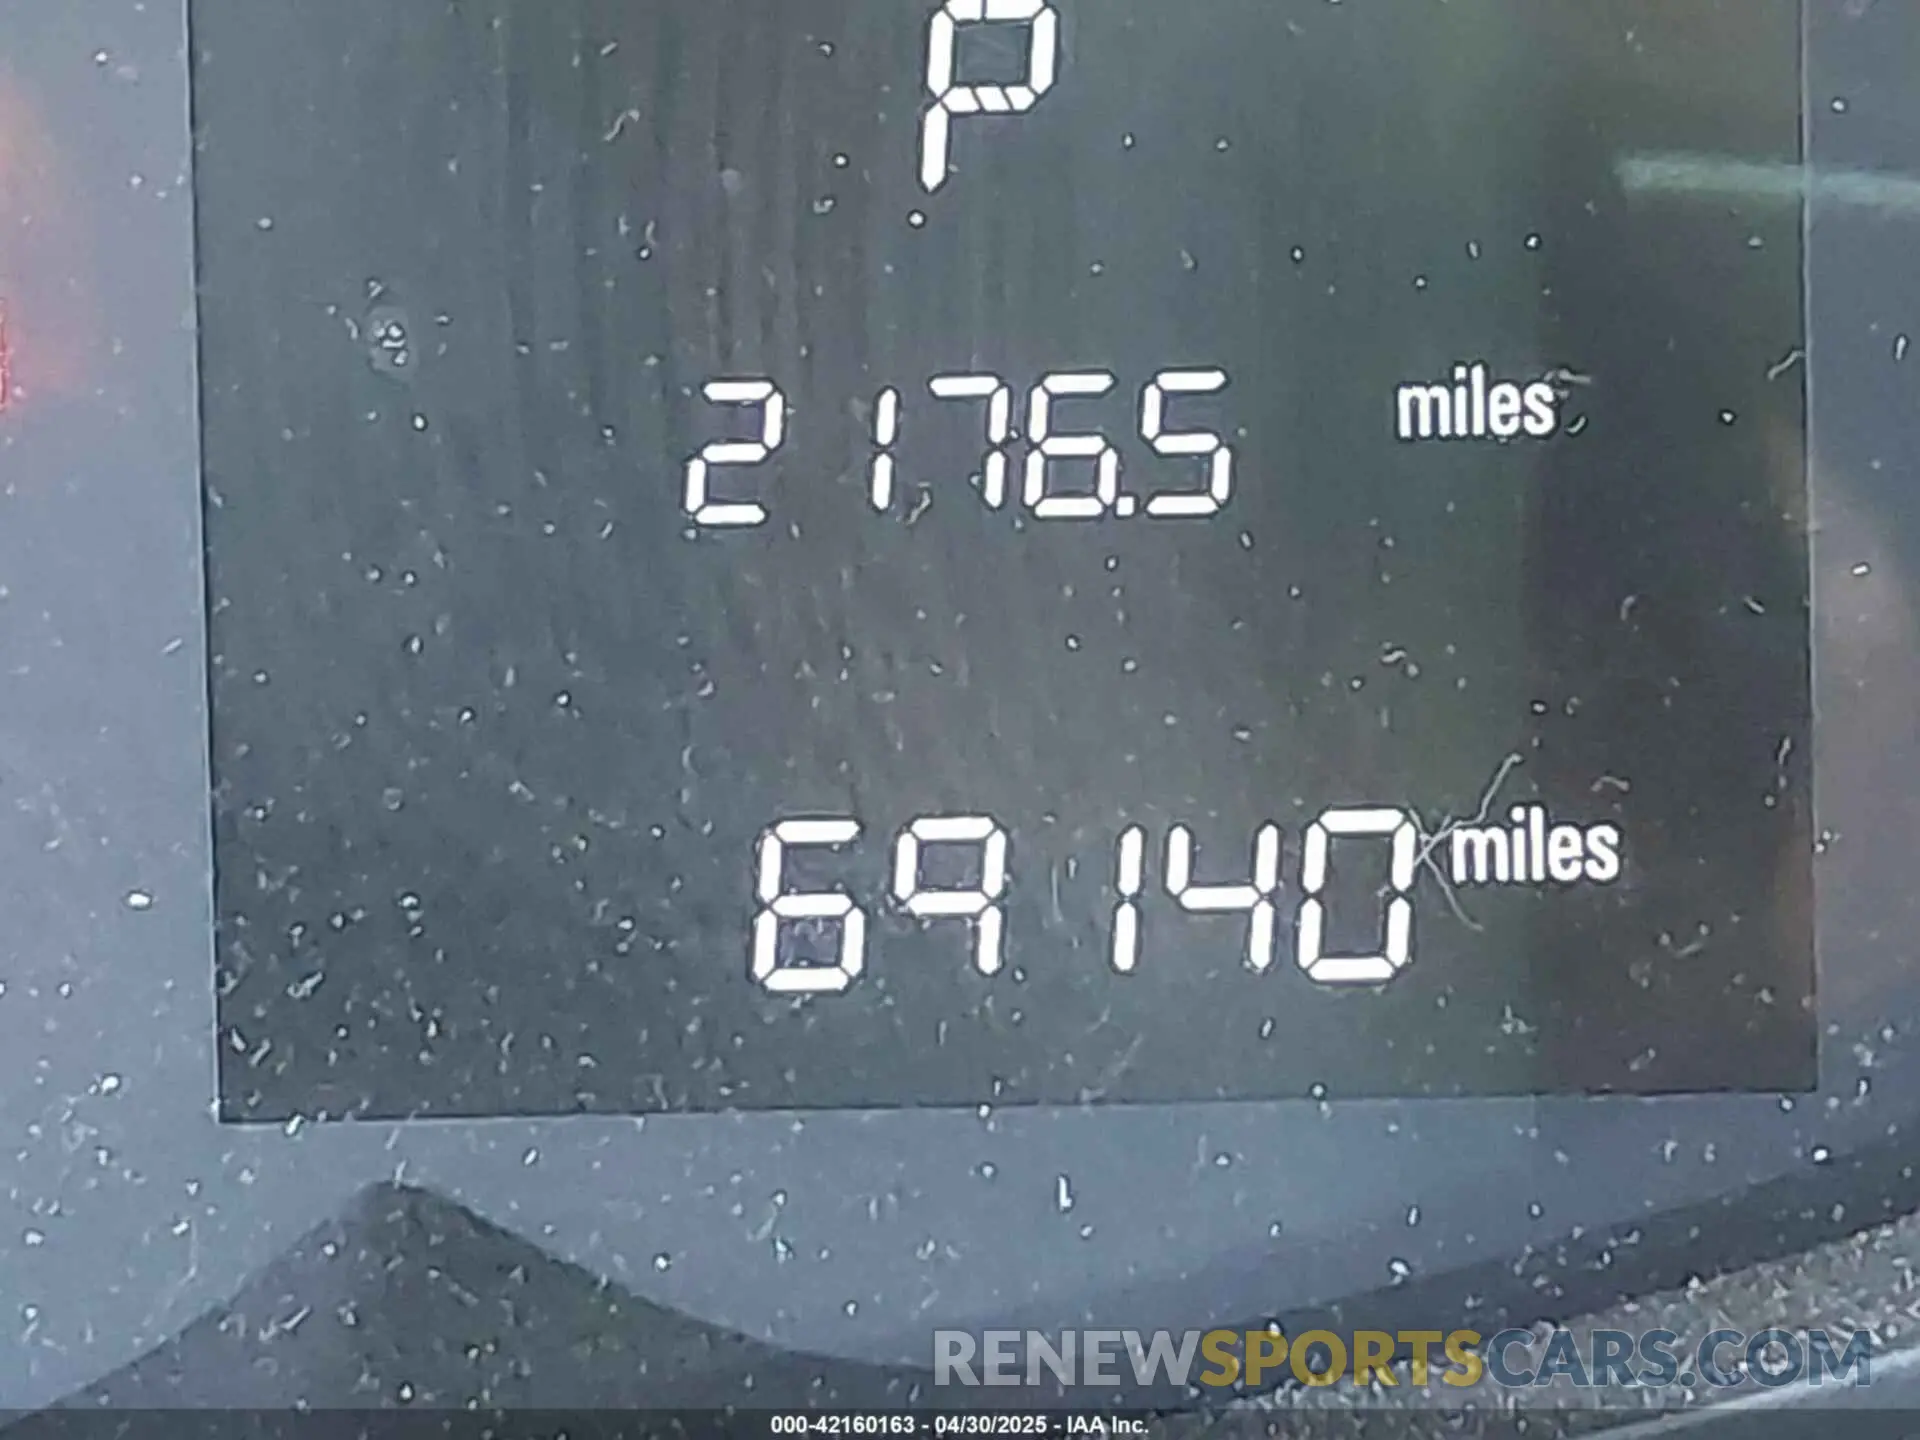 P
2176.5 miles
69140 miles
RENEWSPORTSCARS.COM
000-42160163 - 04/30/2025 - IAA Inc.